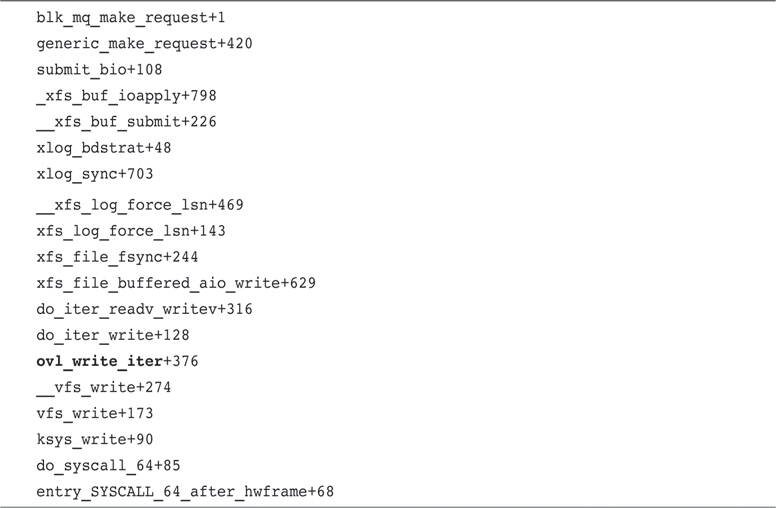 blk_mq_make_request+1
generic_make_request+420
submit_bio+108
_xfs_buf_ioapply+798
__xfs_buf_submit+226
xlog_bdstrat+48
xlog_sync+703
__xfs_log_force_lsn+469
xfs_log_force_lsn+143
xfs_file_fsync+244
xfs_file_buffered_aio_write+629
do_iter_readv_writev+316
do_iter_write+128
ovl_write_iter+376
__vfs_write+274
vfs_write+173
ksys_write+90
do_syscall_64+85
entry_SYSCALL_64_after_hwframe+68